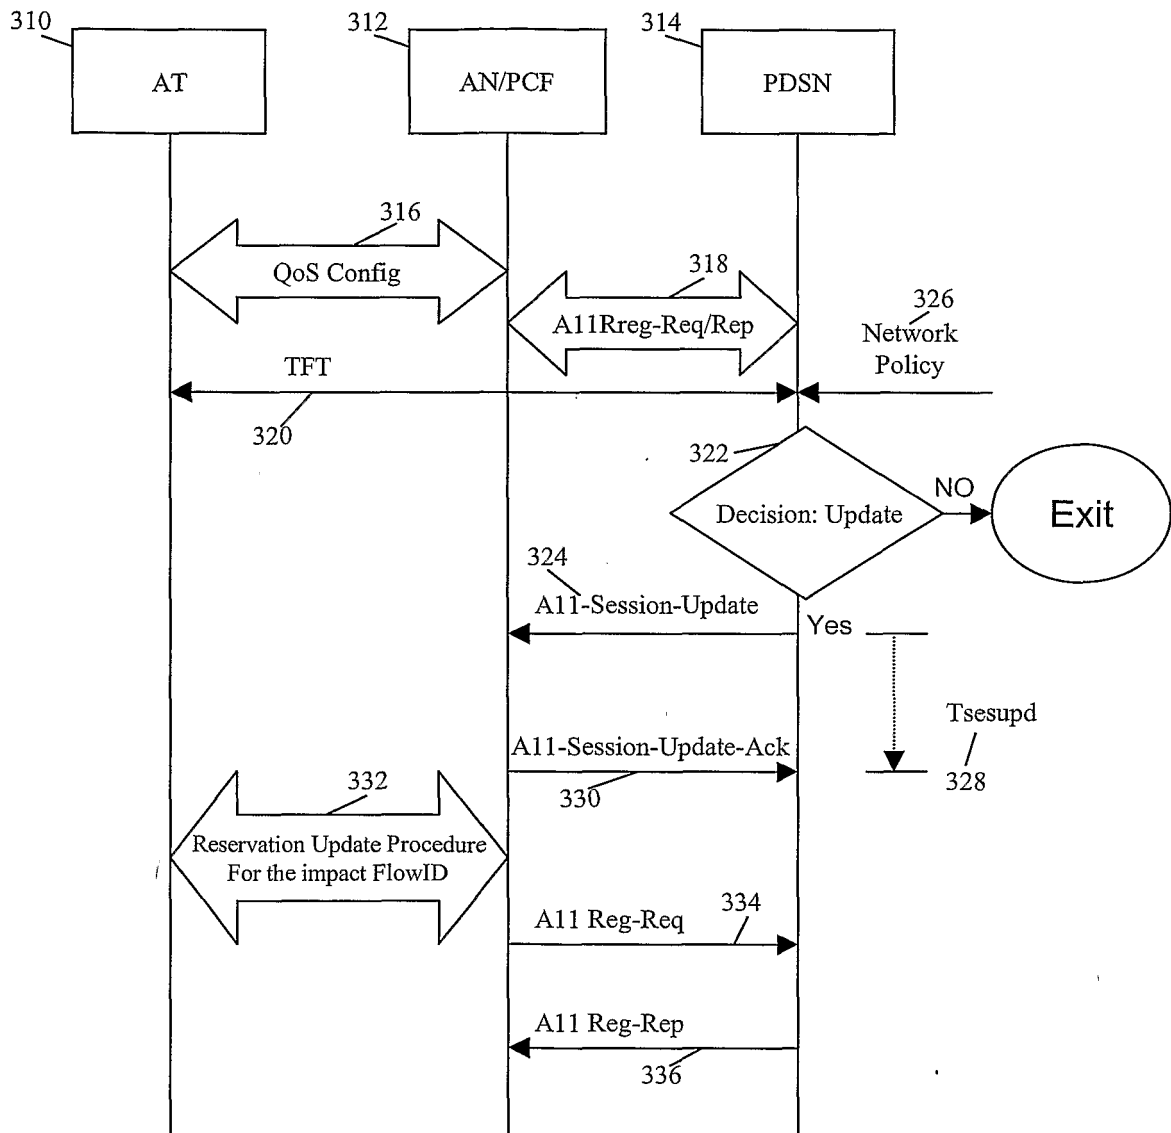 310
312
314
AT
AN/PCF
PDSN
316
QoS Config
318
A11Rreg-Req/Rep
326
Network
Policy
TFT
320
322
Decision: Update
NO
Exit
324
A11-Session-Update
Yes
Tsesupd
328
A11-Session-Update-Ack
330
332
Reservation Update Procedure
For the impact FlowID
A11 Reg-Req
334
A11 Reg-Rep
336